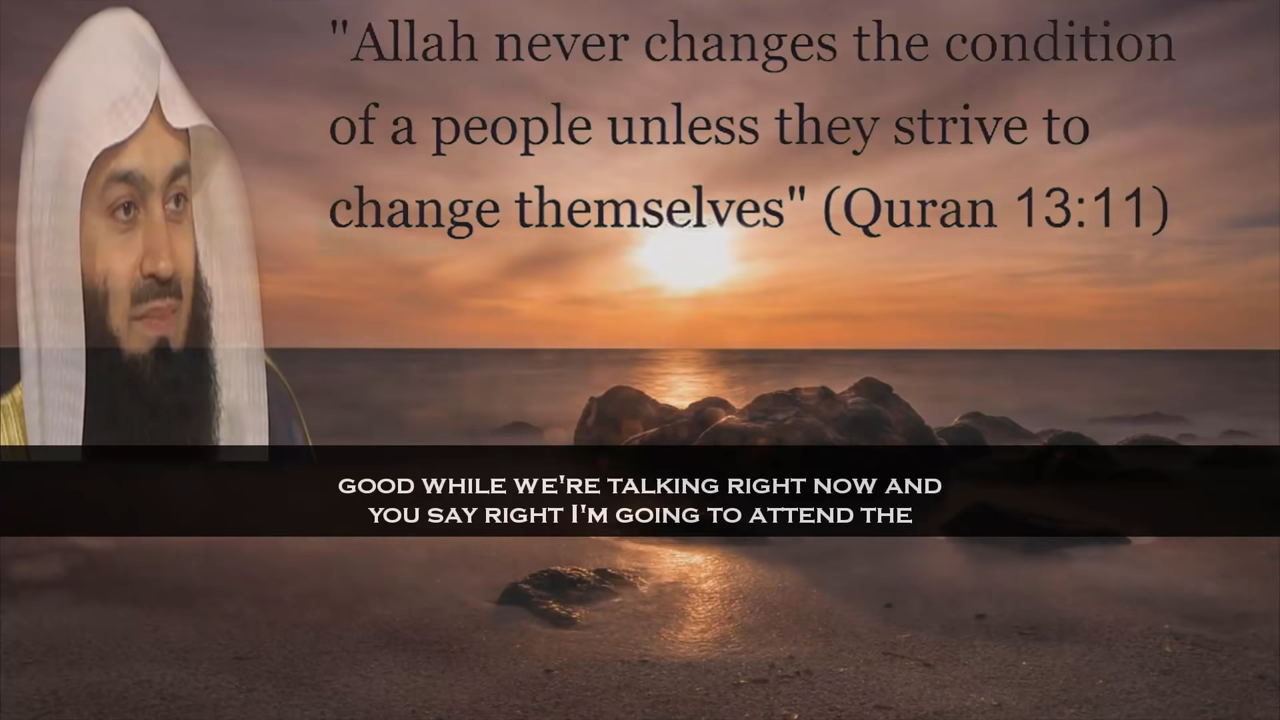 "Allah never changes the condition
of a people unless they strive to
change themselves" (Quran 13:11)
GOOD WHILE WE'RE TALKING RIGHT NOW AND
YOU SAY RIGHT I'M GOING TO ATTEND THE